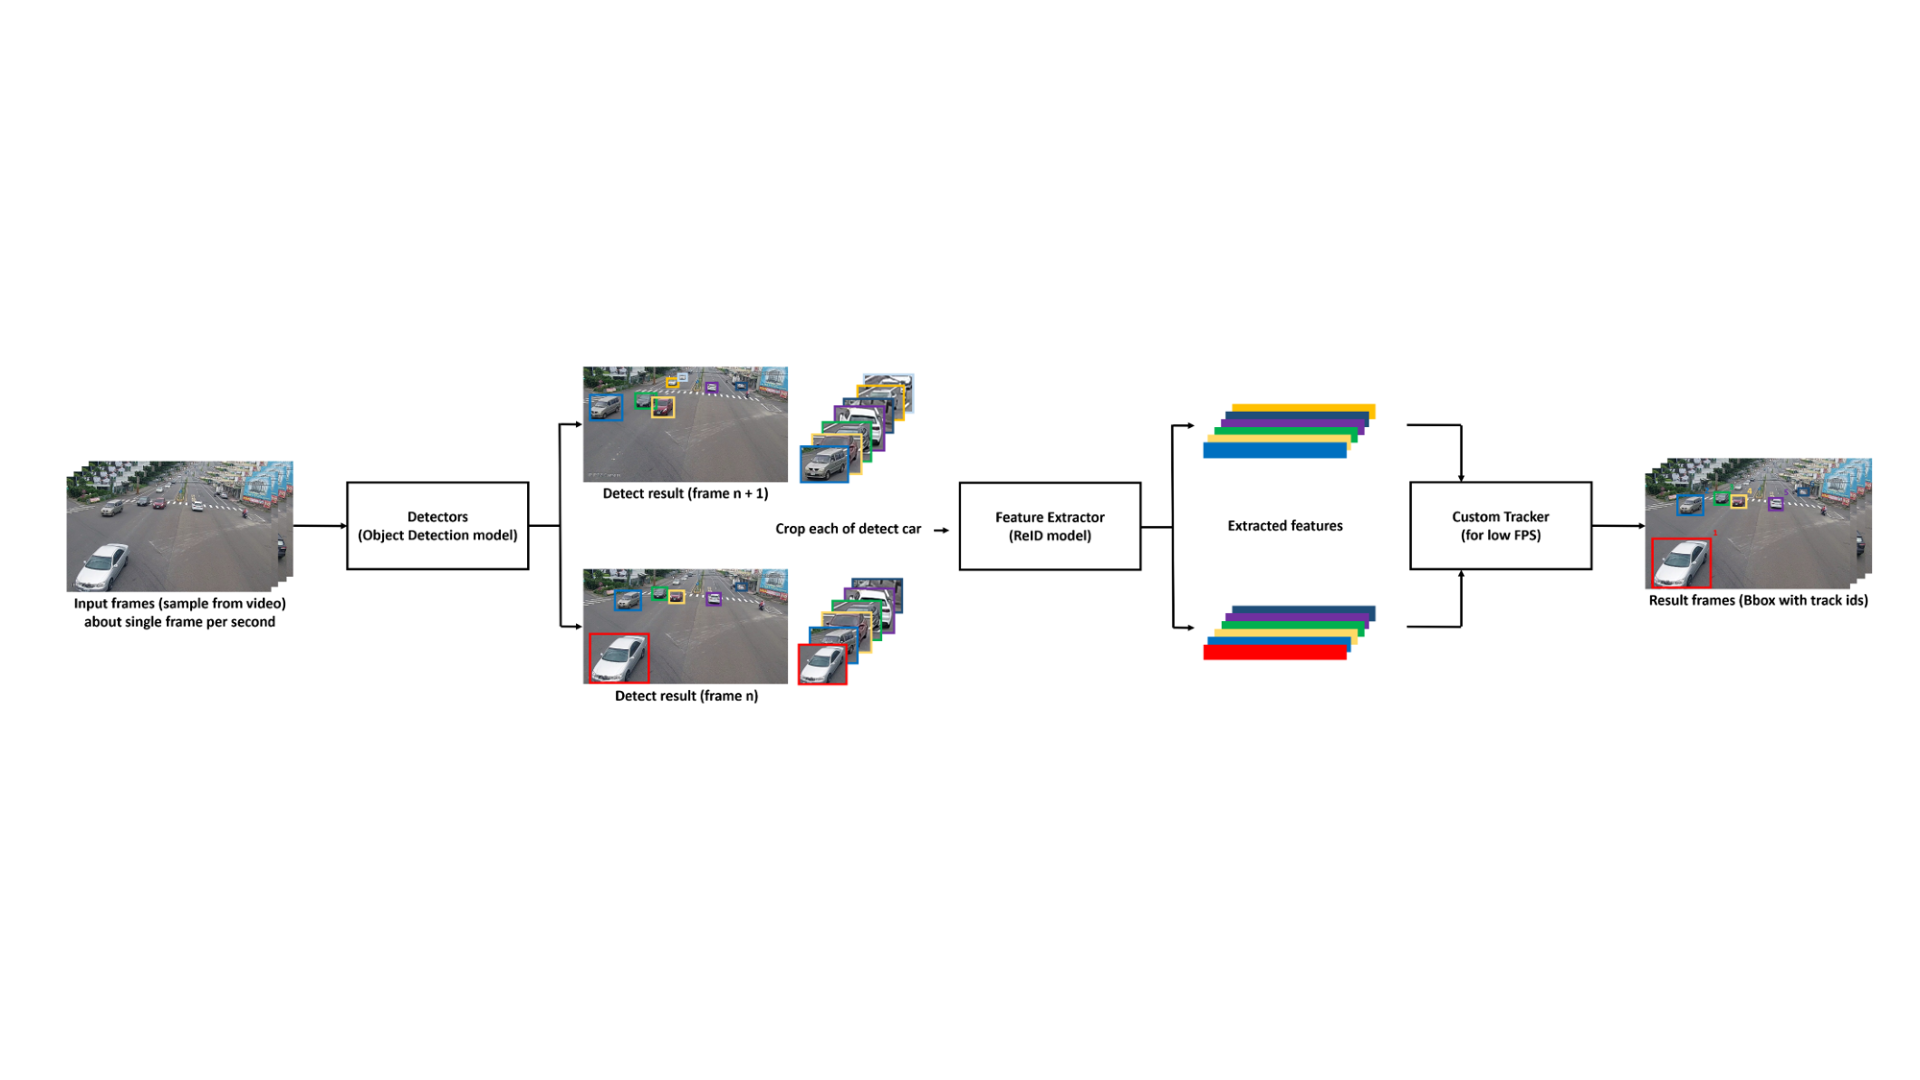 Input frames (sample from video)
about single frame per second
Detectors
(Object Detection model)
Detect result (frame n + 1)
Crop each of detect car
Detect result (frame n)
Feature Extractor
(ReID model)
Extracted features
Custom Tracker
(for low FPS)
1
Result frames (Bbox with track ids)